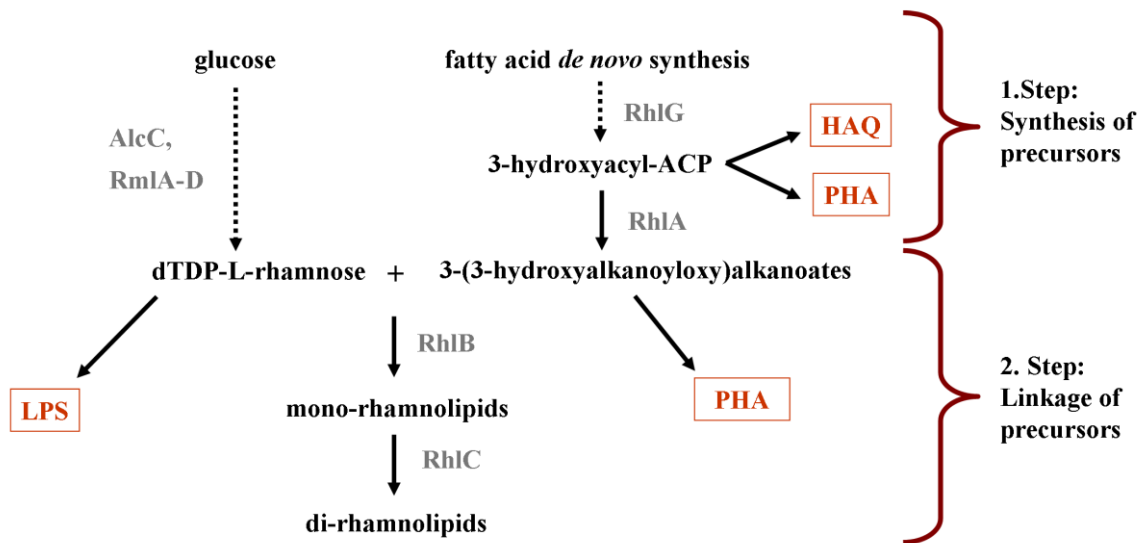 glucose
fatty acid de novo synthesis
AlcC,
RmlA-D
RhlG
3-hydroxyacyl-ACP
HAQ
PHA
RhlA
1.Step:
Synthesis of
precursors
dTDP-L-rhamnose + 3-(3-hydroxyalkanoyloxy)alkanoates
RhlB
LPS
mono-rhamnolipids
PHA
RhlC
di-rhamnolipids
2. Step:
Linkage of
precursors